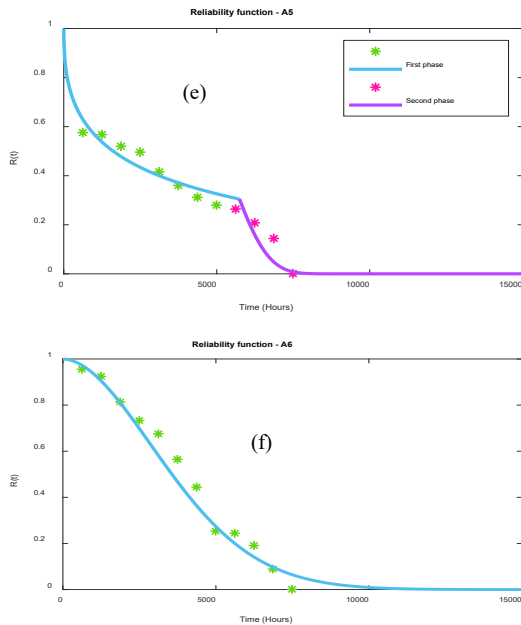 Reliability function - A5
1
0.8
0.6
0.4
0.2
0
R(t)
(e)
First phase
Second phase
0
5000
10000
15000
Time (Hours)
Reliability function - A6
1
0.8
0.6
0.4
0.2
0
R(t)
(f)
0
5000
10000
15000
Time (Hours)